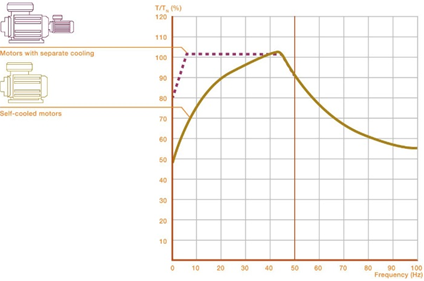 T/Tn (%)
120
Motors with separate cooling
110
100
90
80
Self-cooled motors
70
60
50
40
30
20
10
0 10 20 30 40 50 60 70 80 90 100
Frequency (Hz)